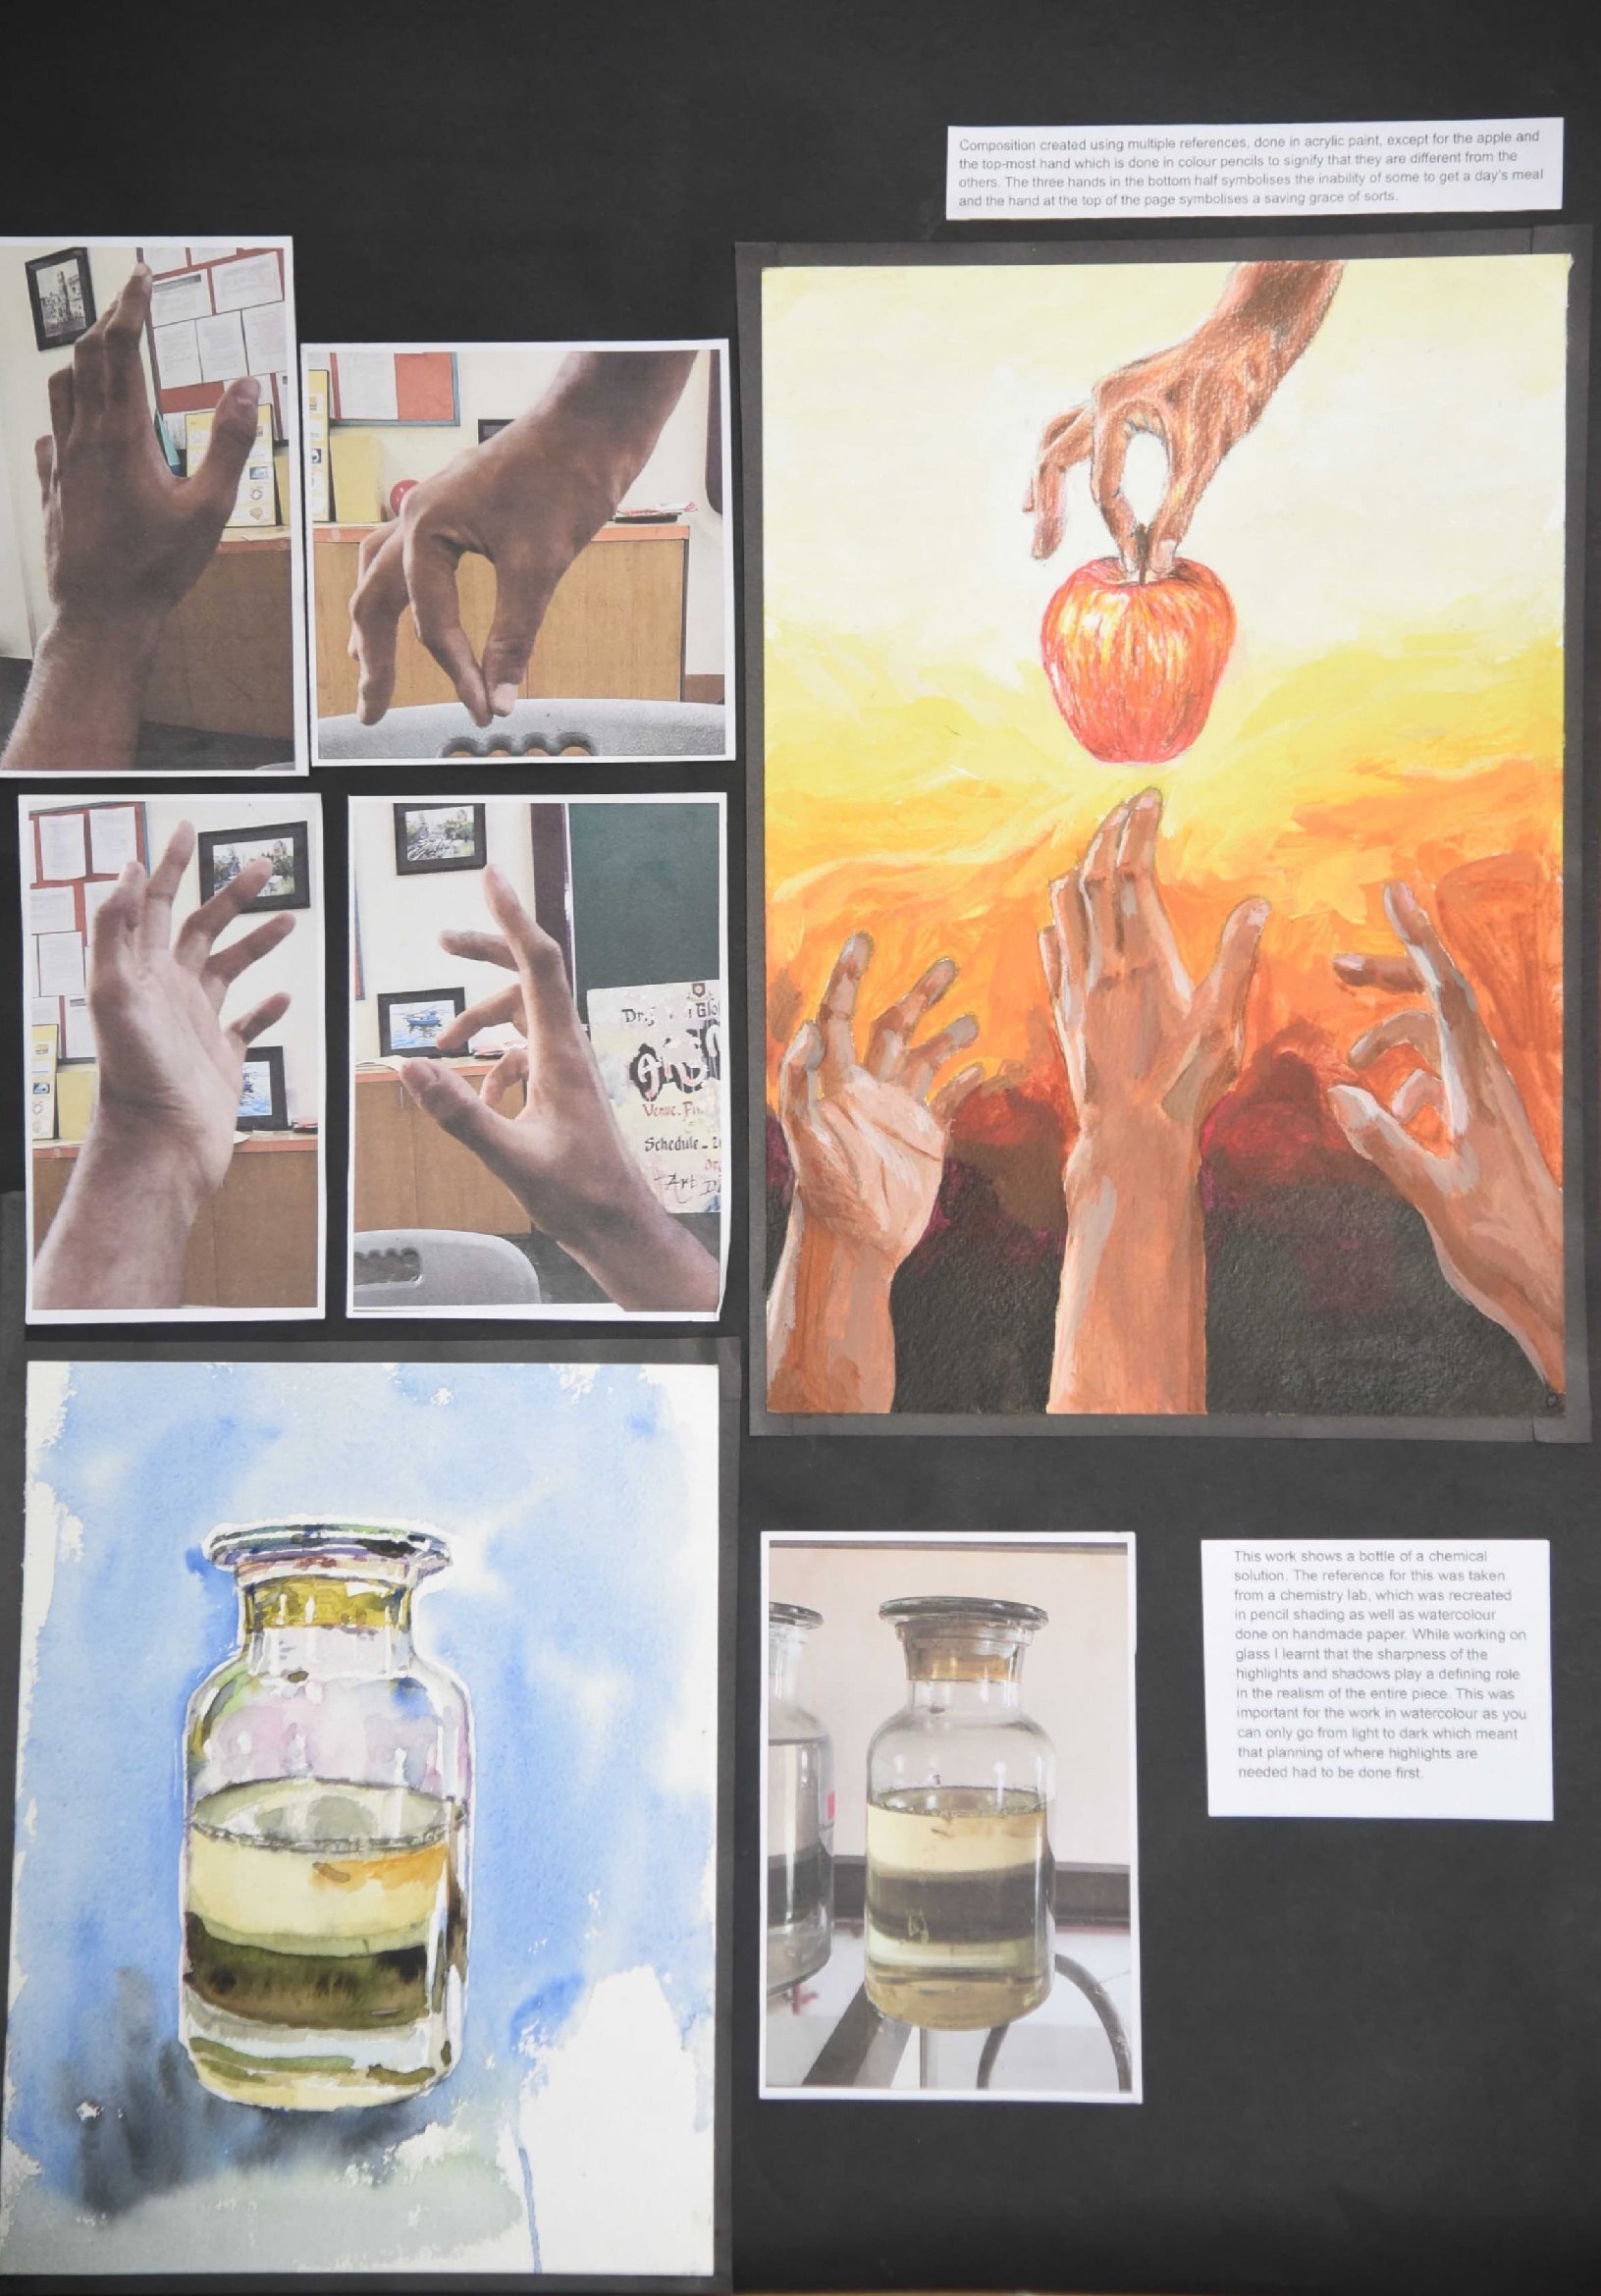 Composition created using multiple references, done in acrylic paint, except for the apple and
the top-most hand which is done in colour pencils to signify that they are different from the
others. The three hands in the bottom half symbolises the inability of some to get a day's meal
and the hand at the top of the page symbolises a saving grace of sorts.
Schedule
Art
This work shows a bottle of a chemical
solution. The reference for this was taken
from a chemistry lab, which was recreated
in pencil shading as well as watercolour
done on handmade paper. While working on
glass I learnt that the sharpness of the
highlights and shadows play a defining role
in the realism of the entire piece. This was
important for the work in watercolour as you
can only go from light to dark which meant
that planning of where highlights are
needed had to be done first.